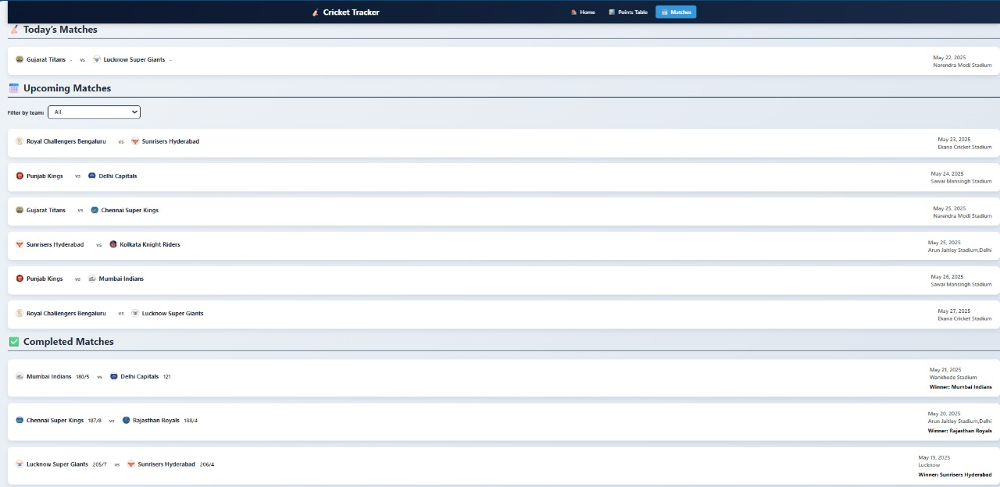 Cricket Tracker
Home
Points Table
Matches
Today's Matches
Gujarat Titans - vs Lucknow Super Giants -
May 22, 2025
Narendra Modi Stadium
Upcoming Matches
Filter by team: All
Royal Challengers Bengaluru vs Sunrisers Hyderabad
May 23, 2025
Ekana Cricket Stadium
Punjab Kings vs Delhi Capitals
May 24, 2025
Sawai Mansingh Stadium
Gujarat Titans vs Chennai Super Kings
May 25, 2025
Narendra Modi Stadium
Sunrisers Hyderabad vs Kolkata Knight Riders
May 25, 2025
Arun Jaitley Stadium,Delhi
Punjab Kings vs Mumbai Indians
May 26, 2025
Sawai Mansingh Stadium
Royal Challengers Bengaluru vs Lucknow Super Giants
May 27, 2025
Ekana Cricket Stadium
Completed Matches
Mumbai Indians 180/5 vs Delhi Capitals 121
May 21, 2025
Wankhede Stadium
Winner: Mumbai Indians
Chennai Super Kings 187/8 vs Rajasthan Royals 188/4
May 20, 2025
Arun Jaitley Stadium,Delhi
Winner: Rajasthan Royals
Lucknow Super Giants 205/7 vs Sunrisers Hyderabad 206/4
May 19, 2025
Lucknow
Winner: Sunrisers Hyderabad